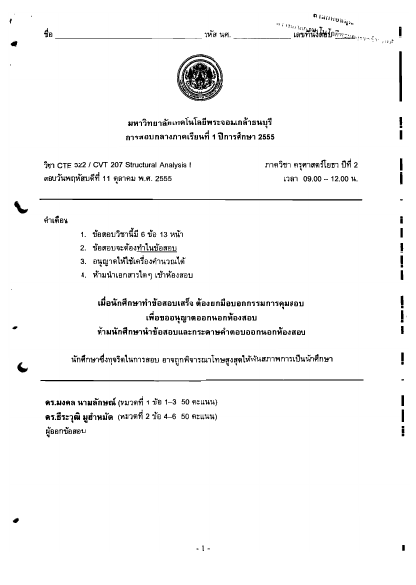 ชื่อ รหัส นศ. เลขที่นั่งสอบ
มหาวิทยาลัยเทคโนโลยีพระจอมเกล้าธนบุรี
การสอบกลางภาคเรียนที่ 1 ปีการศึกษา 2555
วิชา CTE 322 / CVT 207 Structural Analysis I ภาควิชา ครุศาสตร์โยธา ปีที่ 2
สอบวันพฤหัสบดีที่ 11 ตุลาคม พ.ศ. 2555 เวลา 09.00 – 12.00 น.
คำเตือน
1. ข้อสอบวิชานี้มี 6 ข้อ 13 หน้า
2. ข้อสอบจะต้องทำในข้อสอบ
3. อนุญาตให้ใช้เครื่องคำนวณได้
4. ห้ามนำเอกสารใดๆ เข้าห้องสอบ
เมื่อนักศึกษาทำข้อสอบเสร็จ ต้องยกมือบอกกรรมการคุมสอบ
เพื่อขออนุญาตออกนอกห้องสอบ
ห้ามนักศึกษานำข้อสอบและกระดาษคำตอบออกนอกห้องสอบ
นักศึกษาซึ่งทุจริตในการสอบ อาจถูกพิจารณาโทษสูงสุดให้พ้นสภาพการเป็นนักศึกษา
ดร.มงคล นามลักษณ์ (หมวดที่ 1 ข้อ 1–3 50 คะแนน)
ดร.ธีระวุฒิ มูฮำหมัด (หมวดที่ 2 ข้อ 4–6 50 คะแนน)
ผู้ออกข้อสอบ
- 1 -